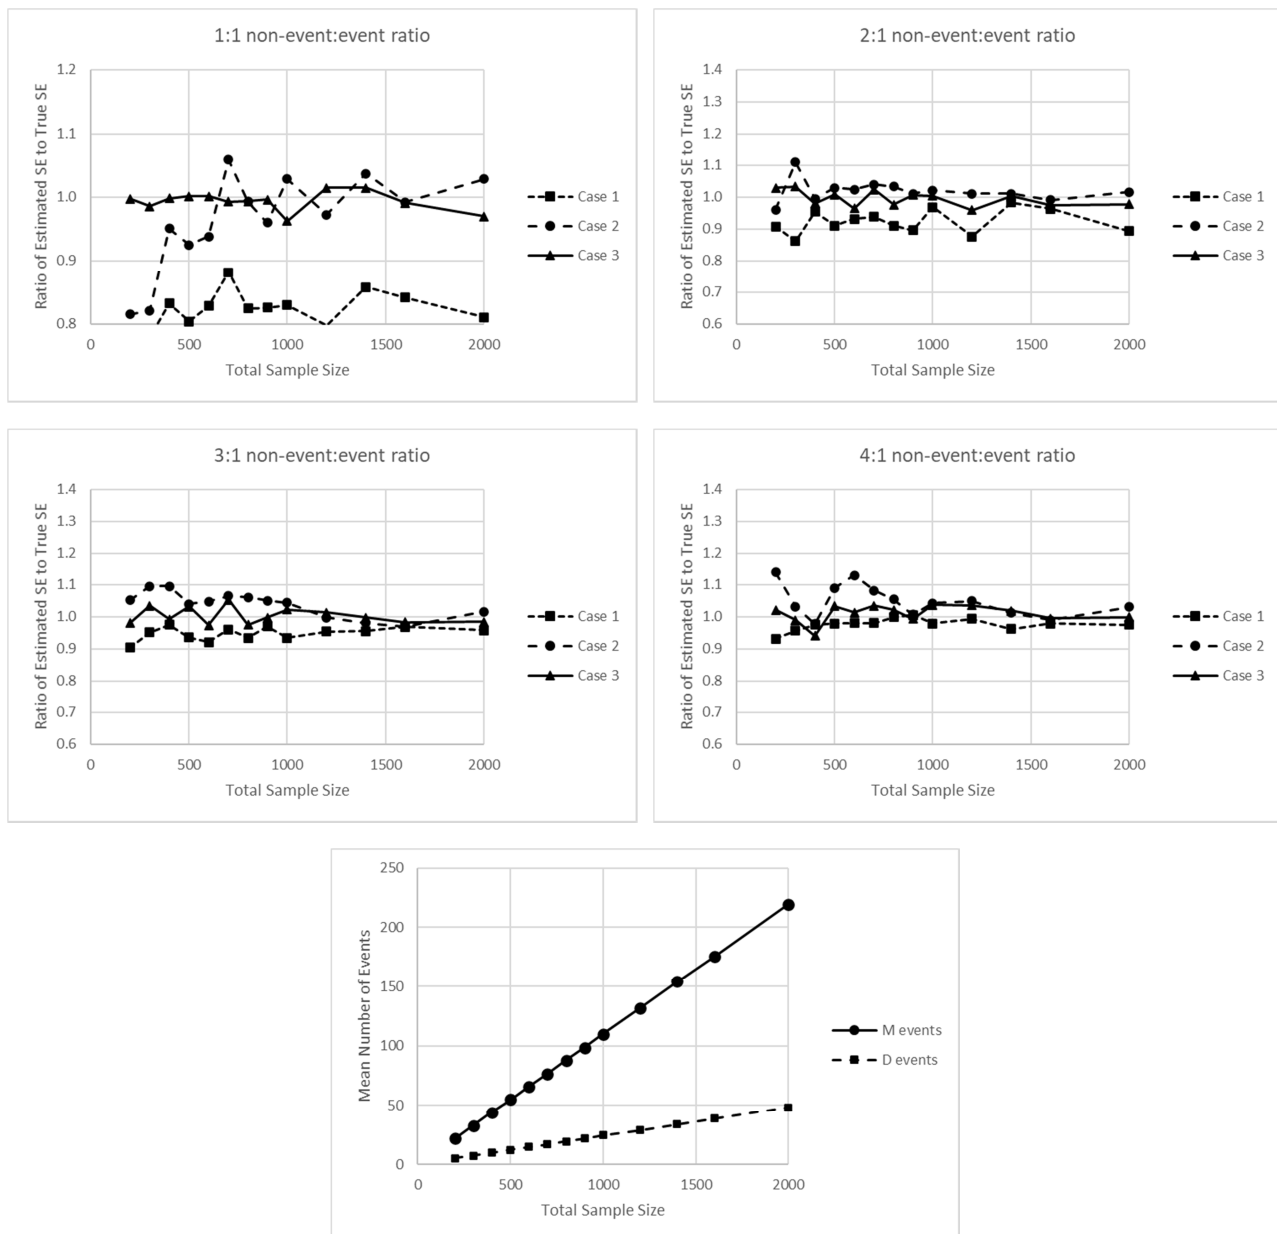 1:1 non-event:event ratio
Ratio of Estimated SE to True SE
1.2
1.1
1.0
0.9
0.8
0
500
1000
1500
2000
Total Sample Size
Case 1
Case 2
Case 3
2:1 non-event:event ratio
Ratio of Estimated SE to True SE
1.4
1.3
1.2
1.1
1.0
0.9
0.8
0.7
0.6
0
500
1000
1500
2000
Total Sample Size
Case 1
Case 2
Case 3
3:1 non-event:event ratio
Ratio of Estimated SE to True SE
1.4
1.3
1.2
1.1
1.0
0.9
0.8
0.7
0.6
0
500
1000
1500
2000
Total Sample Size
Case 1
Case 2
Case 3
4:1 non-event:event ratio
Ratio of Estimated SE to True SE
1.4
1.3
1.2
1.1
1.0
0.9
0.8
0.7
0.6
0
500
1000
1500
2000
Total Sample Size
Case 1
Case 2
Case 3
Mean Number of Events
250
200
150
100
50
0
0
500
1000
1500
2000
Total Sample Size
M events
D events